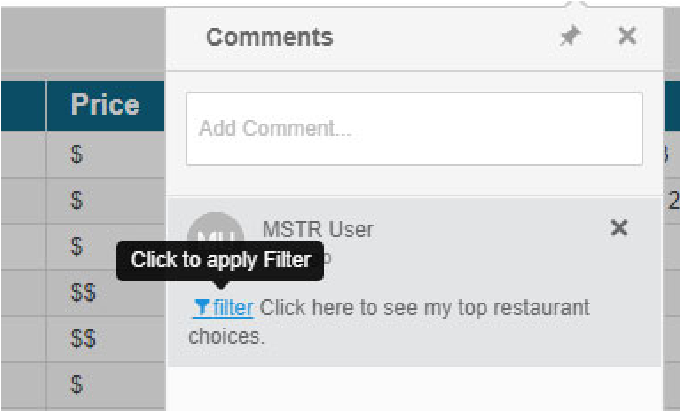 Comments
Price
Add Comment...
$
$
2
MSTR User
$
Click to apply Filter
$$
filter Click here to see my top restaurant
choices.
$$
$